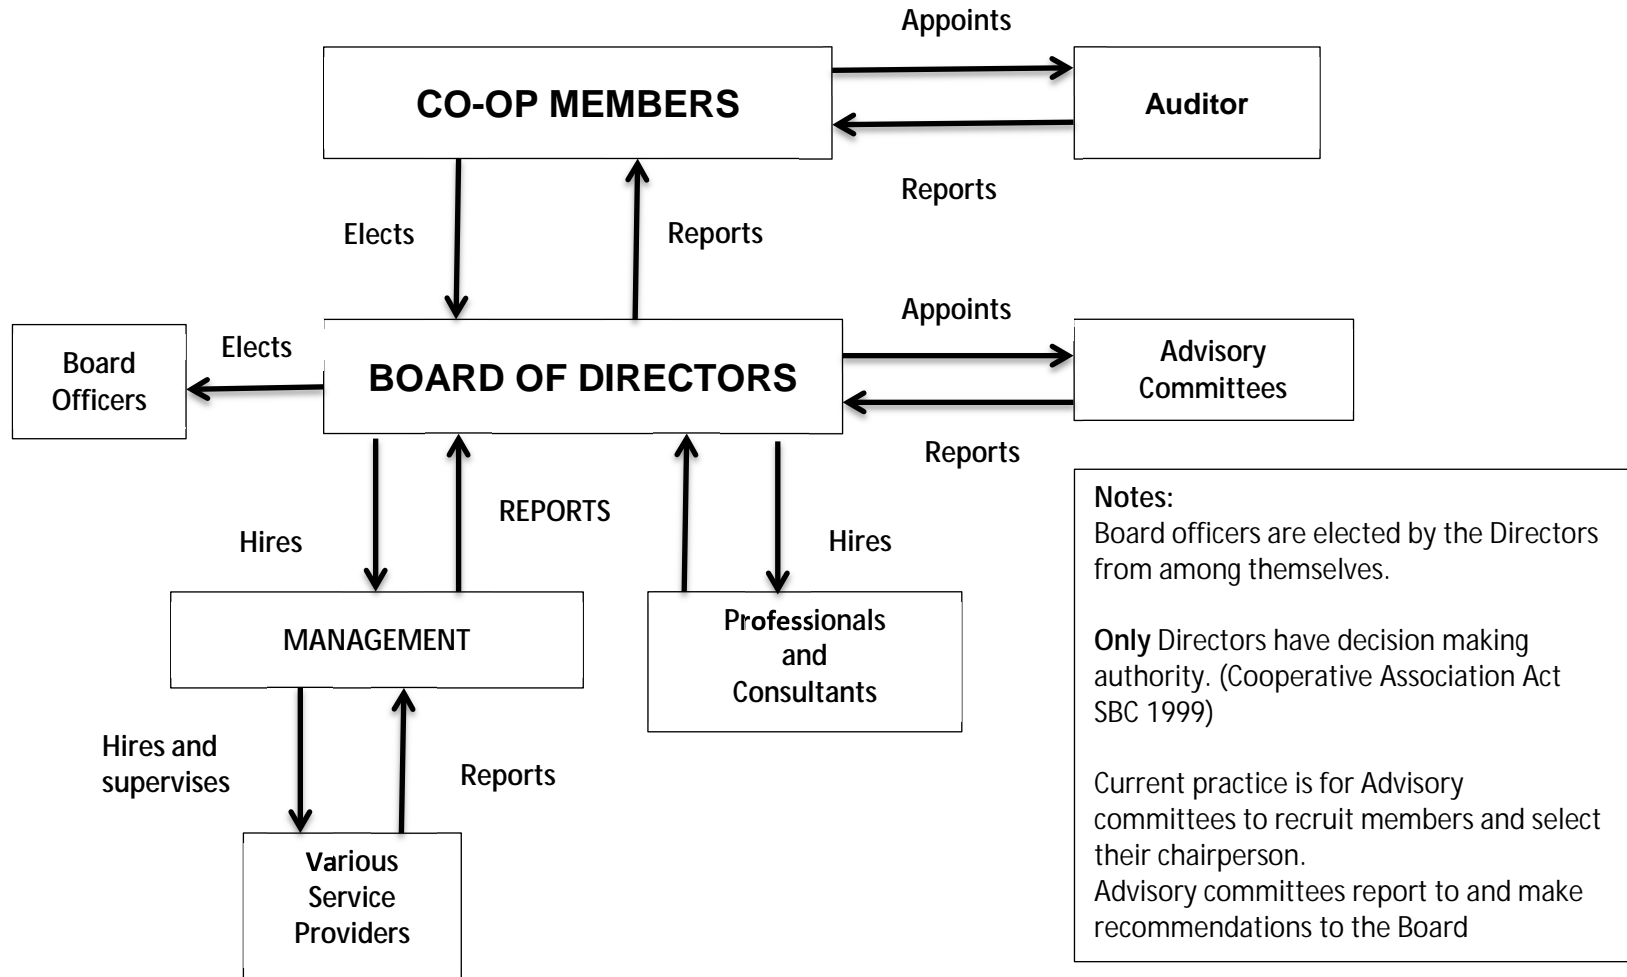 Appoints
CO-OP MEMBERS
Auditor
Reports
Elects
Reports
Appoints
Board
Officers
Elects
BOARD OF DIRECTORS
Advisory
Committees
Reports
Hires
REPORTS
Hires
MANAGEMENT
Professionals
and
Consultants
Hires and
supervises
Reports
Various
Service
Providers
Notes:
Board officers are elected by the Directors
from among themselves.
Only Directors have decision making
authority. (Cooperative Association Act
SBC 1999)
Current practice is for Advisory
committees to recruit members and select
their chairperson.
Advisory committees report to and make
recommendations to the Board